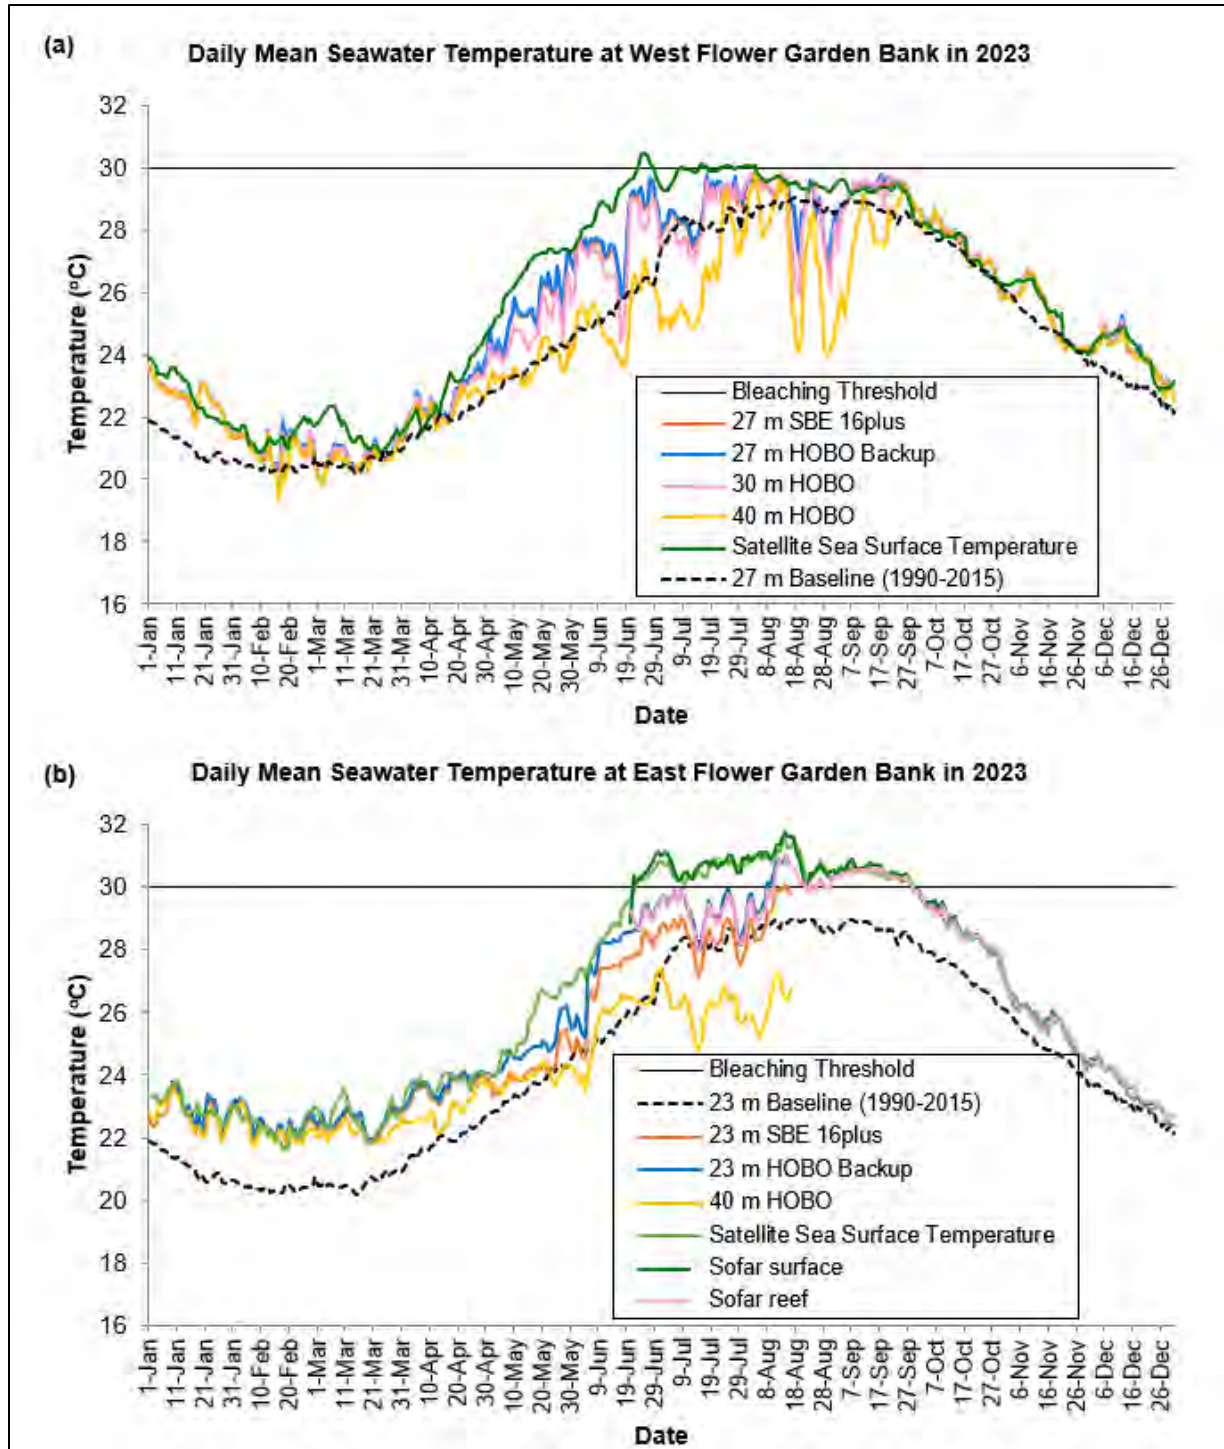 (a)
Daily Mean Seawater Temperature at West Flower Garden Bank in 2023
32
30
28
26
24
22
20
18
16
Temperature (ºC)
Bleaching Threshold
27 m SBE 16plus
27 m HOBO Backup
30 m HOBO
40 m HOBO
Satellite Sea Surface Temperature
27 m Baseline (1990-2015)
1-Jan
11-Jan
21-Jan
31-Jan
10-Feb
20-Feb
1-Mar
11-Mar
21-Mar
31-Mar
10-Apr
20-Apr
30-Apr
10-May
20-May
30-May
9-Jun
19-Jun
29-Jun
9-Jul
19-Jul
29-Jul
8-Aug
18-Aug
28-Aug
7-Sep
17-Sep
27-Sep
7-Oct
17-Oct
27-Oct
6-Nov
16-Nov
26-Nov
6-Dec
16-Dec
26-Dec
Date
(b)
Daily Mean Seawater Temperature at East Flower Garden Bank in 2023
32
30
28
26
24
22
20
18
16
Temperature (ºC)
Bleaching Threshold
23 m Baseline (1990-2015)
23 m SBE 16plus
23 m HOBO Backup
40 m HOBO
Satellite Sea Surface Temperature
Sofar surface
Sofar reef
1-Jan
11-Jan
21-Jan
31-Jan
10-Feb
20-Feb
1-Mar
11-Mar
21-Mar
31-Mar
10-Apr
20-Apr
30-Apr
10-May
20-May
30-May
9-Jun
19-Jun
29-Jun
9-Jul
19-Jul
29-Jul
8-Aug
18-Aug
28-Aug
7-Sep
17-Sep
27-Sep
7-Oct
17-Oct
27-Oct
6-Nov
16-Nov
26-Nov
6-Dec
16-Dec
26-Dec
Date